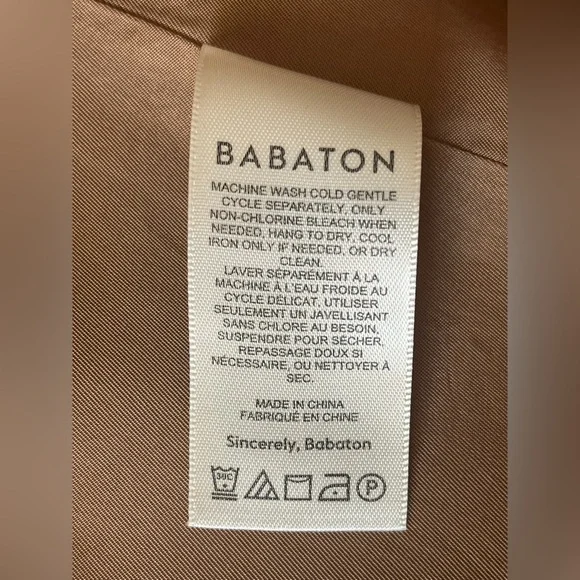 BABATON
MACHINE WASH COLD GENTLE
CYCLE SEPARATELY, ONLY
NON-CHLORINE BLEACH WHEN
NEEDED, HANG TO DRY, COOL
IRON ONLY IF NEEDED, OR DRY
CLEAN.
LAVER SÉPARÉMENT À LA
MACHINE À L'EAU FROIDE AU
CYCLE DÉLICAT, UTILISER
SEULEMENT UN JAVELLISANT
SANS CHLORE AU BESOIN,
SUSPENDRE POUR SÉCHER,
REPASSAGE DOUX SI
NÉCESSAIRE, OU NETTOYER À
SEC.
MADE IN CHINA
FABRIQUÉ EN CHINE
Sincerely, Babaton
30C P